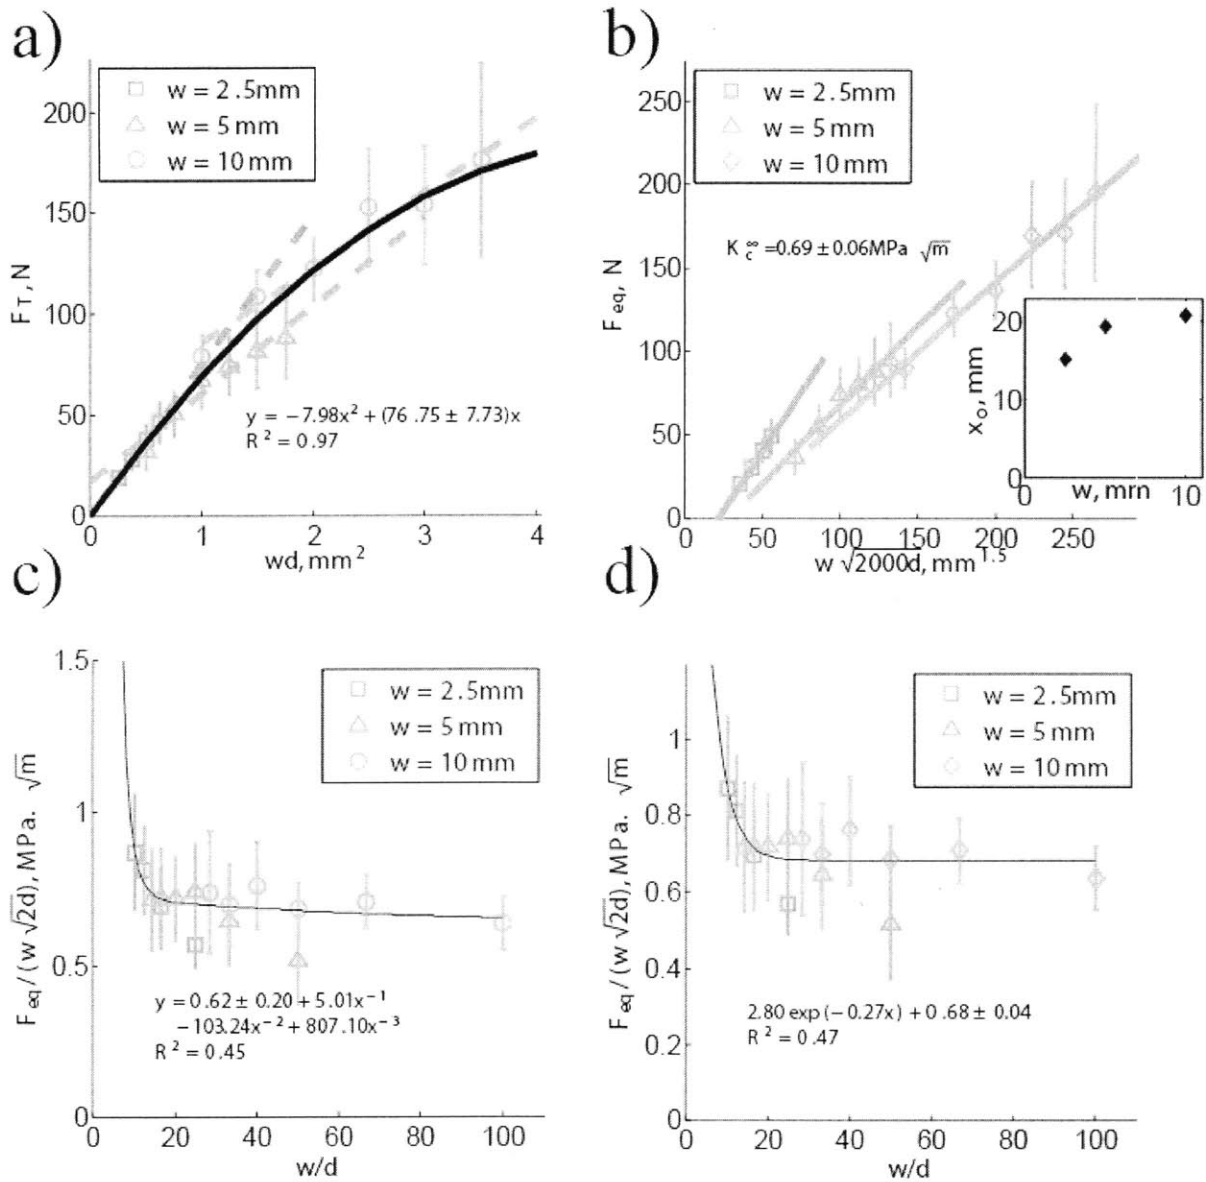 a)
w = 2.5mm
w = 5 mm
w = 10 mm
200
150
100
50
0
F T, N
y = −7.98x² + (76.75 ± 7.73)x
R² = 0.97
0 1 2 3 4
wd, mm²
b)
w = 2.5mm
w = 5 mm
w = 10 mm
250
200
150
100
50
0
F eq, N
K c ∞ =0.69 ± 0.06MPa √m
20
10
0
x o, mm
0 10
w, mm
0 50 100 150 200 250
w √2000d, mm 1.5
c)
w = 2.5mm
w = 5 mm
w = 10 mm
1.5
1
0.5
0
F eq / (w √2d), MPa. √m
y = 0.62 ± 0.20 + 5.01x⁻¹
−103.24x⁻² + 807.10x⁻³
R² = 0.45
0 20 40 60 80 100
w/d
d)
w = 2.5mm
w = 5 mm
w = 10 mm
1
0.8
0.6
0.4
0.2
0
F eq / (w √2d), MPa. √m
2.80 exp (−0.27x) + 0.68 ± 0.04
R² = 0.47
0 20 40 60 80 100
w/d